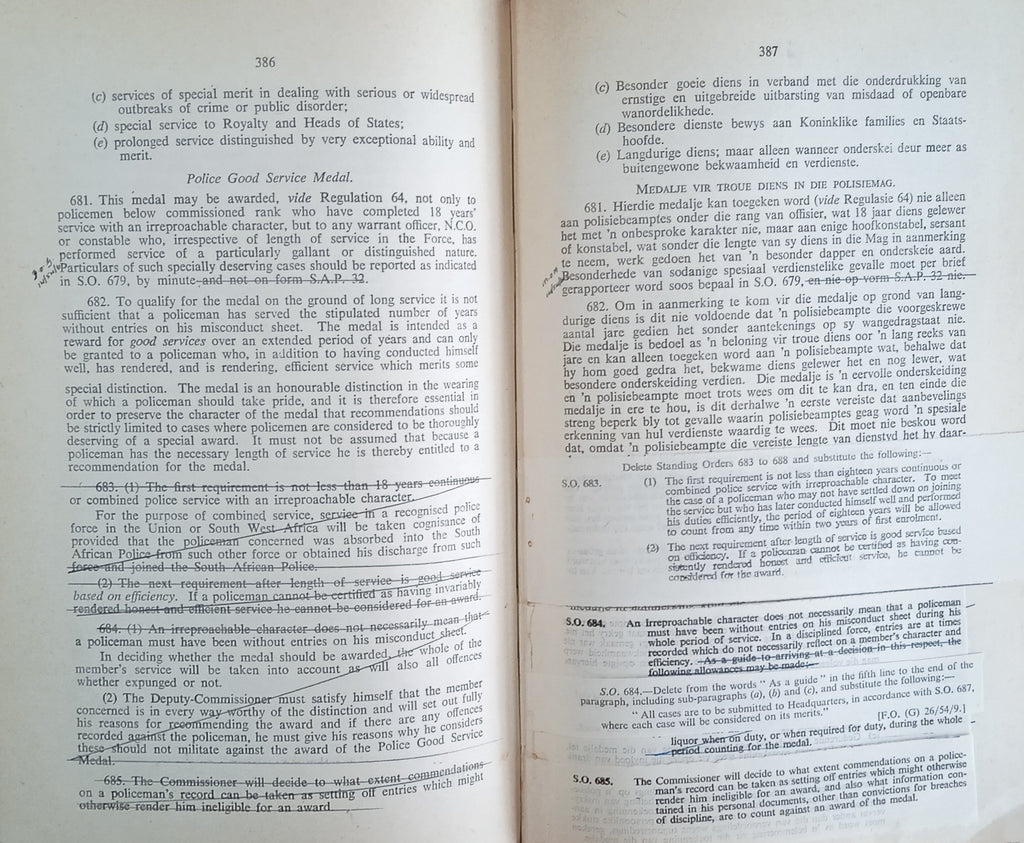 386
(c) services of special merit in dealing with serious or widespread
outbreaks of crime or public disorder;
(d) special service to Royalty and Heads of States;
(e) prolonged service distinguished by very exceptional ability and
merit.
Police Good Service Medal.
681. This medal may be awarded, vide Regulation 64, not only to
policemen below commissioned rank who have completed 18 years'
service with an irreproachable character, but to any warrant officer, N.C.O.
or constable who, irrespective of length of service in the Force, has
performed service of a particularly gallant or distinguished nature.
Particulars of such specially deserving cases should be reported as indicated
in S.O. 679, by minute and not on form S.A.P. 32.
682. To qualify for the medal on the ground of long service it is not
sufficient that a policeman has served the stipulated number of years
without entries on his misconduct sheet. The medal is intended as a
reward for good services over an extended period of years and can only
be granted to a policeman who, in addition to having conducted himself
well, has rendered, and is rendering, efficient service which merits some
special distinction. The medal is an honourable distinction in the wearing
of which a policeman should take pride, and it is therefore essential in
order to preserve the character of the medal that recommendations should
be strictly limited to cases where policemen are considered to be thoroughly
deserving of a special award. It must not be assumed that because a
policeman has the necessary length of service he is thereby entitled to a
recommendation for the medal.
683. (1) The first requirement is not less than 18 years continuous
or combined police service with an irreproachable character.
For the purpose of combined service, service in a recognised police
force in the Union or South West Africa will be taken cognisance of
provided that the policeman concerned was absorbed into the South
African Police from such other force or obtained his discharge from such
force and joined the South African Police.
(2) The next requirement after length of service is good service
based on efficiency. If a policeman cannot be certified as having invariably
rendered honest and efficient service he cannot be considered for an award.
684. (1) An irreproachable character does not necessarily mean that
a policeman must have been without entries on his misconduct sheet.
In deciding whether the medal should be awarded, the whole of the
member's service will be taken into account as will also all offences
whether expunged or not.
(2) The Deputy-Commissioner must satisfy himself that the member
concerned is in every way worthy of the distinction and will set out fully
his reasons for recommending the award and if there are any offences
recorded against the policeman, he must give his reasons why he considers
these should not militate against the award of the Police Good Service
Medal.
685. The Commissioner will decide to what extent commendations
on a policeman's record can be taken as setting off entries which might
otherwise render him ineligible for an award.
387
(c) Besonder goeie diens in verband met die onderdrukking van
ernstige en uitgebreide uitbarsting van misdaad of openbare
wanordelikhede.
(d) Besondere dienste bewys aan Koninklike families en Staats-
hoofde.
(e) Langdurige diens; maar alleen wanneer onderskei deur meer as
buitengewone bekwaamheid en verdienste.
MEDALJE VIR TROUE DIENS IN DIE POLISIEMAG.
681. Hierdie medalje kan toegeken word (vide Regulasie 64) nie alleen
aan polisiebeamptes onder die rang van offisier, wat 18 jaar diens gelewer
het met 'n onbesproke karakter nie, maar aan enige hoofkonstabel, sersant
of konstabel, wat sonder die lengte van sy diens in die Mag in aanmerking
te neem, werk gedoen het van 'n besonder dapper en onderskeie aard.
Besonderhede van sodanige spesiaal verdienstelike gevalle moet per brief
gerapporteer word soos bepaal in S.O. 679, en nie op vorm S.A.P. 32 nie.
682. Om in aanmerking te kom vir die medalje op grond van lang-
durige diens is dit nie voldoende dat 'n polisiebeampte die voorgeskrewe
aantal jare gedien het sonder aantekenings op sy wangedragstaat nie.
Die medalje is bedoel as 'n beloning vir troue diens oor 'n lang reeks van
jare en kan alleen toegeken word aan 'n polisiebeampte wat, behalwe dat
hy hom goed gedra het, bekwame diens gelewer het en nog lewer, wat
besondere onderskeiding verdien. Die medalje is 'n eervolle onderskeiding
en 'n polisiebeampte moet trots wees om dit te kan dra, en ten einde die
medalje in ere te hou, is dit derhalwe 'n eerste vereiste dat aanbevelings
streng beperk bly tot gevalle waarin polisiebeamptes geag word 'n spesiale
erkenning van hul verdienste waardig te wees. Dit moet nie beskou word
dat, omdat 'n polisiebeampte die vereiste lengte van dienstyd het hy daar-
Delete Standing Orders 683 to 688 and substitute the following:—
S.O. 683. (1) The first requirement is not less than eighteen years continuous or
combined police service with irreproachable character. To meet
the case of a policeman who may not have settled down on joining
the service but who has later conducted himself well and performed
his duties efficiently, the period of eighteen years will be allowed
to count from any time within two years of first enrolment.
(2) The next requirement after length of service is good service based
on efficiency. If a policeman cannot be certified as having con-
sistently rendered honest and efficient service, he cannot be
considered for the award.
S.O. 684. An irreproachable character does not necessarily mean that a policeman
must have been without entries on his misconduct sheet during his
whole period of service. In a disciplined force, entries are at times
recorded which do not necessarily reflect on a member's character and
efficiency. As a guide to arriving at a decision in this respect, the
following allowances may be made:—
S.O. 684.—Delete from the words "As a guide" in the fifth line to the end of the
paragraph, including sub-paragraphs (a), (b) and (c), and substitute the following:—
"All cases are to be submitted to Headquarters, in accordance with S.O. 687,
where each case will be considered on its merits."
[F.O. (G) 26/54/9.]
liquor when on duty, or when required for duty, during the whole
period counting for the medal.
S.O. 685. The Commissioner will decide to what extent commendations on a police-
man's record can be taken as setting off entries which might otherwise
render him ineligible for an award, and also what information con-
tained in his personal documents, other than convictions for breaches
of discipline, are to count against an award of the medal.